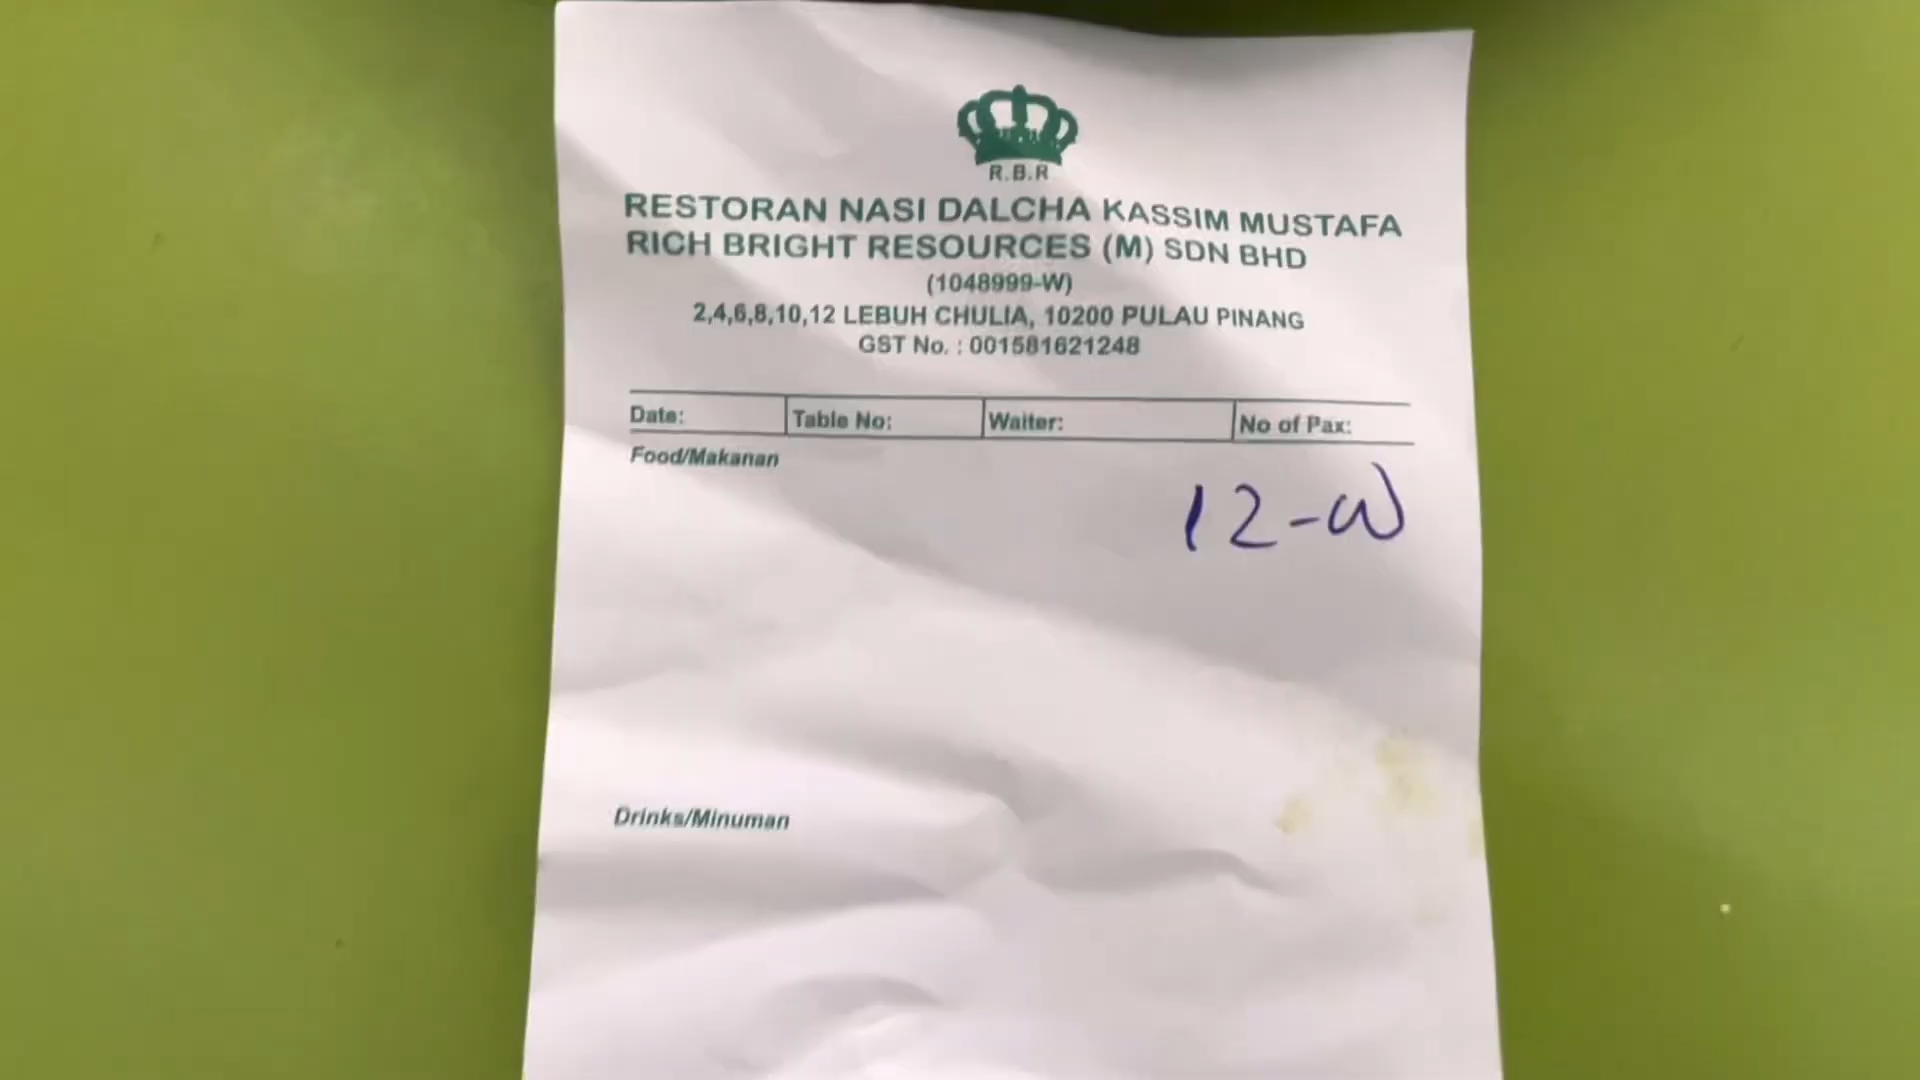 R.B.R
RESTORAN NASI DALCHA KASSIM MUSTAFA
RICH BRIGHT RESOURCES (M) SDN BHD
(1048999-W)
2,4,6,8,10,12 LEBUH CHULIA, 10200 PULAU PINANG
GST No. : 001581621248
Date: Table No: Waiter: No of Pax:
Food/Makanan
12-W
Drinks/Minuman